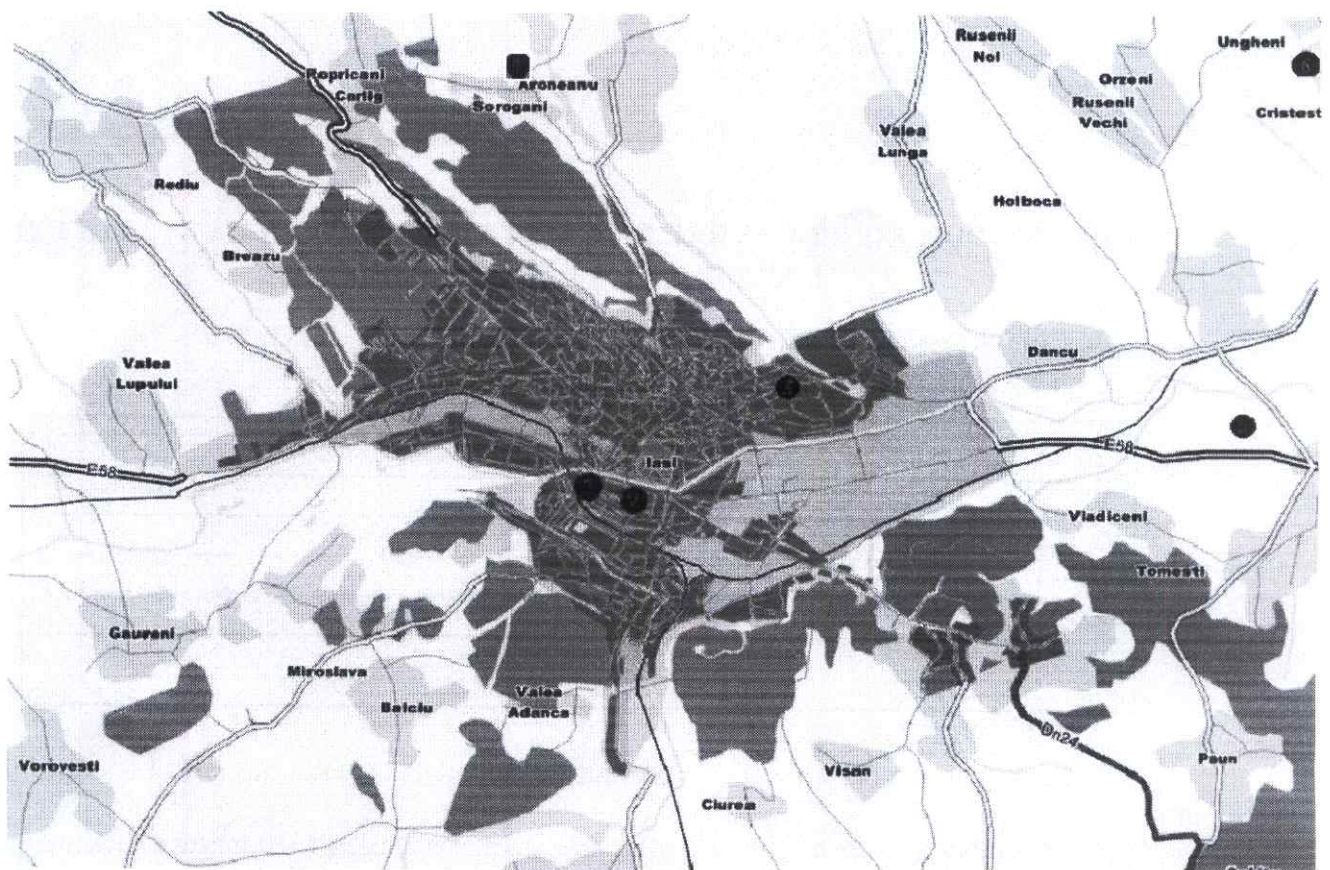 Rusenii
Noi
Ungheni
Ropricani
Carlig
Aroneanu
Sorogani
Orzeni
Rusenii
Vechi
Cristest
Valea
Lunga
Rediu
Holboca
Breazu
Valea
Lupului
Dancu
Iasi
E58
E58
Vladiceni
Tomesti
Gaureni
Miroslava
Balciu
Valea
Adanca
Dn24
Vorovesti
Visan
Paun
Ciurea